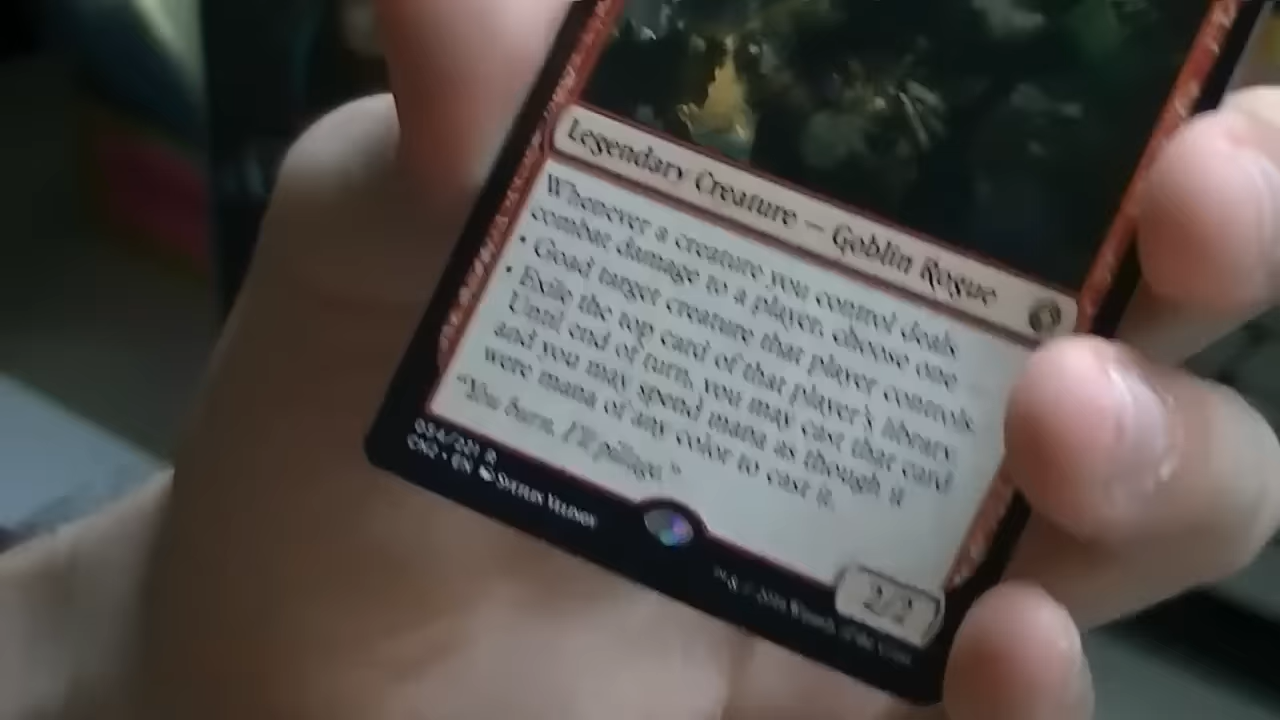 Legendary Creature — Goblin Rogue
Whenever a creature you control deals
combat damage to a player, choose one
• Goad target creature that player controls.
• Exile the top card of that player's library.
Until end of turn, you may cast that card
and you may spend mana as though it
were mana of any color to cast it.
"You burn, I'll pillage."
R
CN2 • EN
2/2